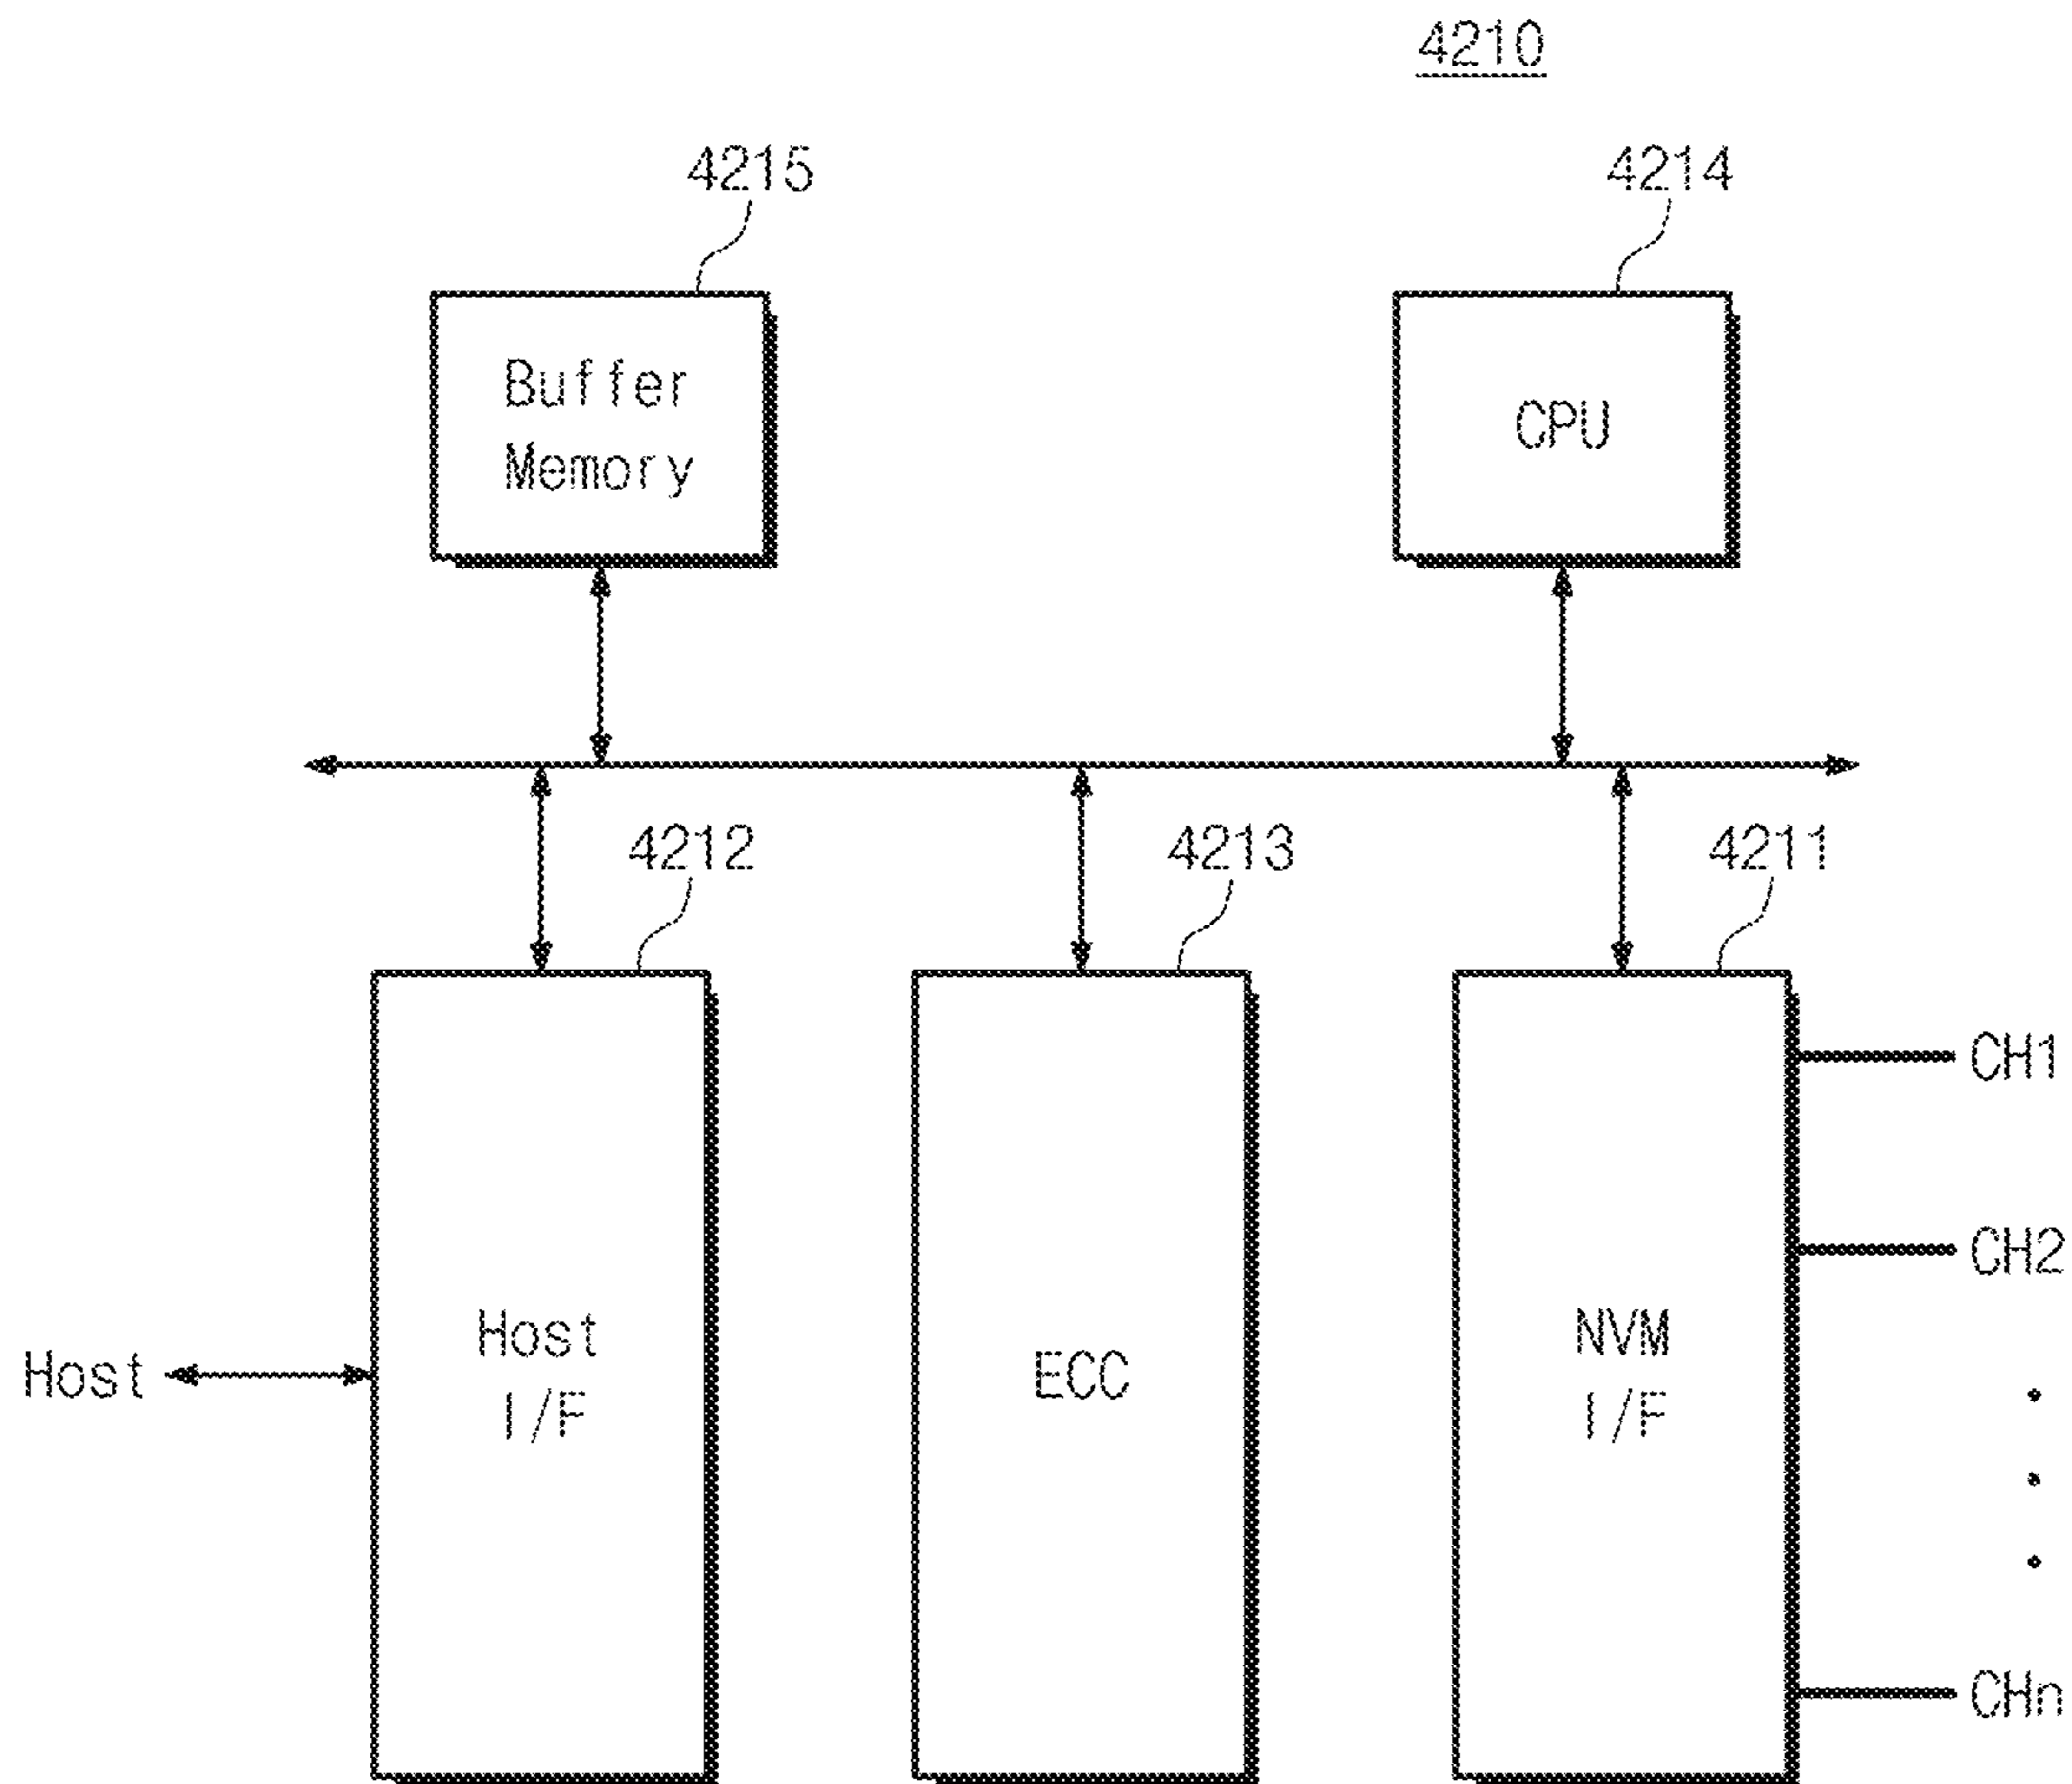 4210
4215
4214
Buffer
Memory
CPU
4212
4213
4211
CH1
CH2
Host
Host
I/F
ECC
NVM
I/F
CHn